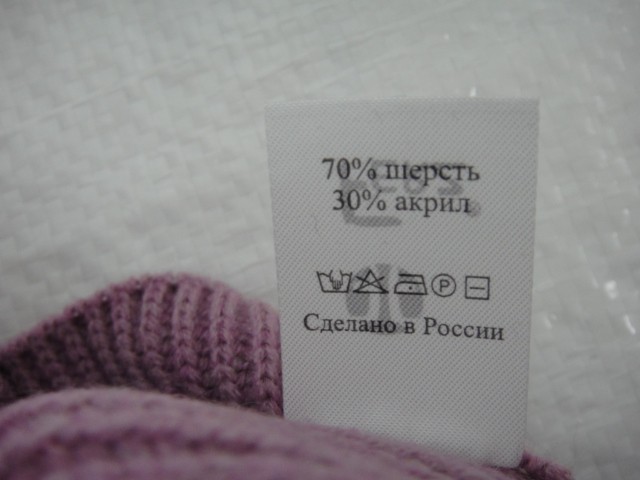 70% шерсть
30% акрил
P
Сделано в России